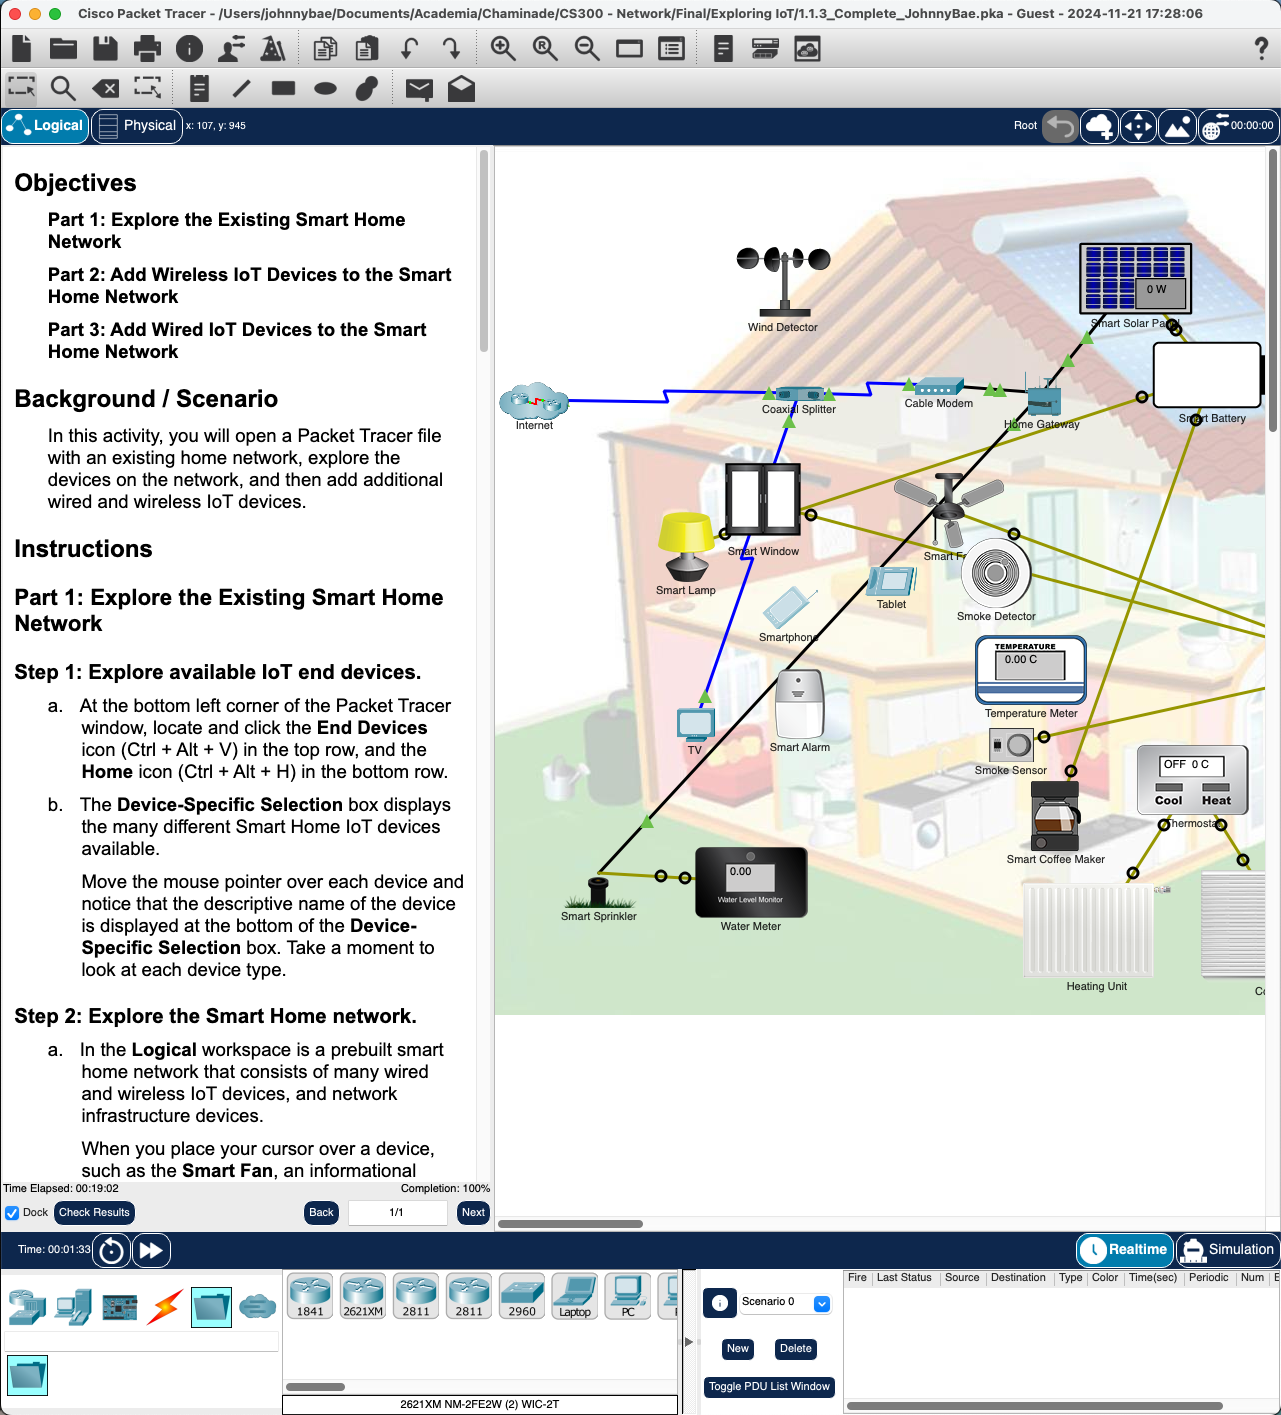 Cisco Packet Tracer - /Users/johnnybae/Documents/Academia/Chaminade/CS300 - Network/Final/Exploring IoT/1.1.3_Complete_JohnnyBae.pka - Guest - 2024-11-21 17:28:06
?
Logical
Physical
x: 107, y: 945
Root
00:00:00
Objectives
Part 1: Explore the Existing Smart Home
Network
Part 2: Add Wireless IoT Devices to the Smart
Home Network
Part 3: Add Wired IoT Devices to the Smart
Home Network
Background / Scenario
In this activity, you will open a Packet Tracer file
with an existing home network, explore the
devices on the network, and then add additional
wired and wireless IoT devices.
Instructions
Part 1: Explore the Existing Smart Home
Network
Step 1: Explore available IoT end devices.
a. At the bottom left corner of the Packet Tracer
window, locate and click the End Devices
icon (Ctrl + Alt + V) in the top row, and the
Home icon (Ctrl + Alt + H) in the bottom row.
b. The Device-Specific Selection box displays
the many different Smart Home IoT devices
available.
Move the mouse pointer over each device and
notice that the descriptive name of the device
is displayed at the bottom of the Device-
Specific Selection box. Take a moment to
look at each device type.
Step 2: Explore the Smart Home network.
a. In the Logical workspace is a prebuilt smart
home network that consists of many wired
and wireless IoT devices, and network
infrastructure devices.
When you place your cursor over a device,
such as the Smart Fan, an informational
Time Elapsed: 00:19:02
Completion: 100%
Dock
Check Results
Back
1/1
Next
Wind Detector
0 W
Smart Solar Panel
Internet
Coaxial Splitter
Cable Modem
Home Gateway
Smart Battery
Smart Window
Smart Lamp
Smart F
Tablet
Smoke Detector
Smartphone
TEMPERATURE
0.00 C
Temperature Meter
TV
Smart Alarm
Smoke Sensor
OFF 0 C
Cool
Heat
Thermosta
Smart Coffee Maker
0.00
Water Level Monitor
Smart Sprinkler
Water Meter
Heating Unit
Co
Time: 00:01:33
Realtime
Simulation
1841
2621XM
2811
2811
2960
Laptop
PC
2621XM NM-2FE2W (2) WIC-2T
Scenario 0
New
Delete
Toggle PDU List Window
Fire
Last Status
Source
Destination
Type
Color
Time(sec)
Periodic
Num
E